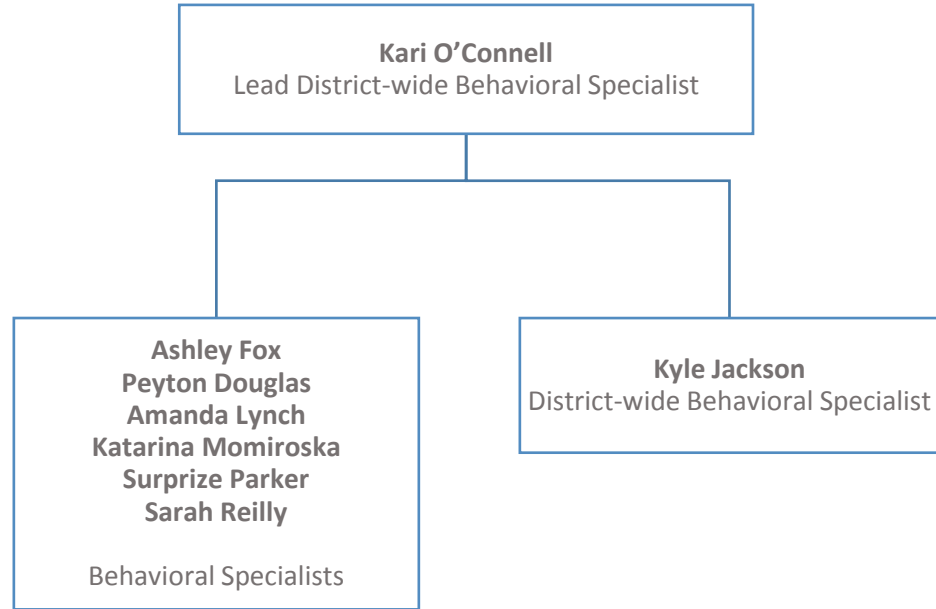 Kari O’Connell
Lead District-wide Behavioral Specialist
Ashley Fox
Peyton Douglas
Amanda Lynch
Katarina Momiroska
Surprize Parker
Sarah Reilly
Behavioral Specialists
Kyle Jackson
District-wide Behavioral Specialist